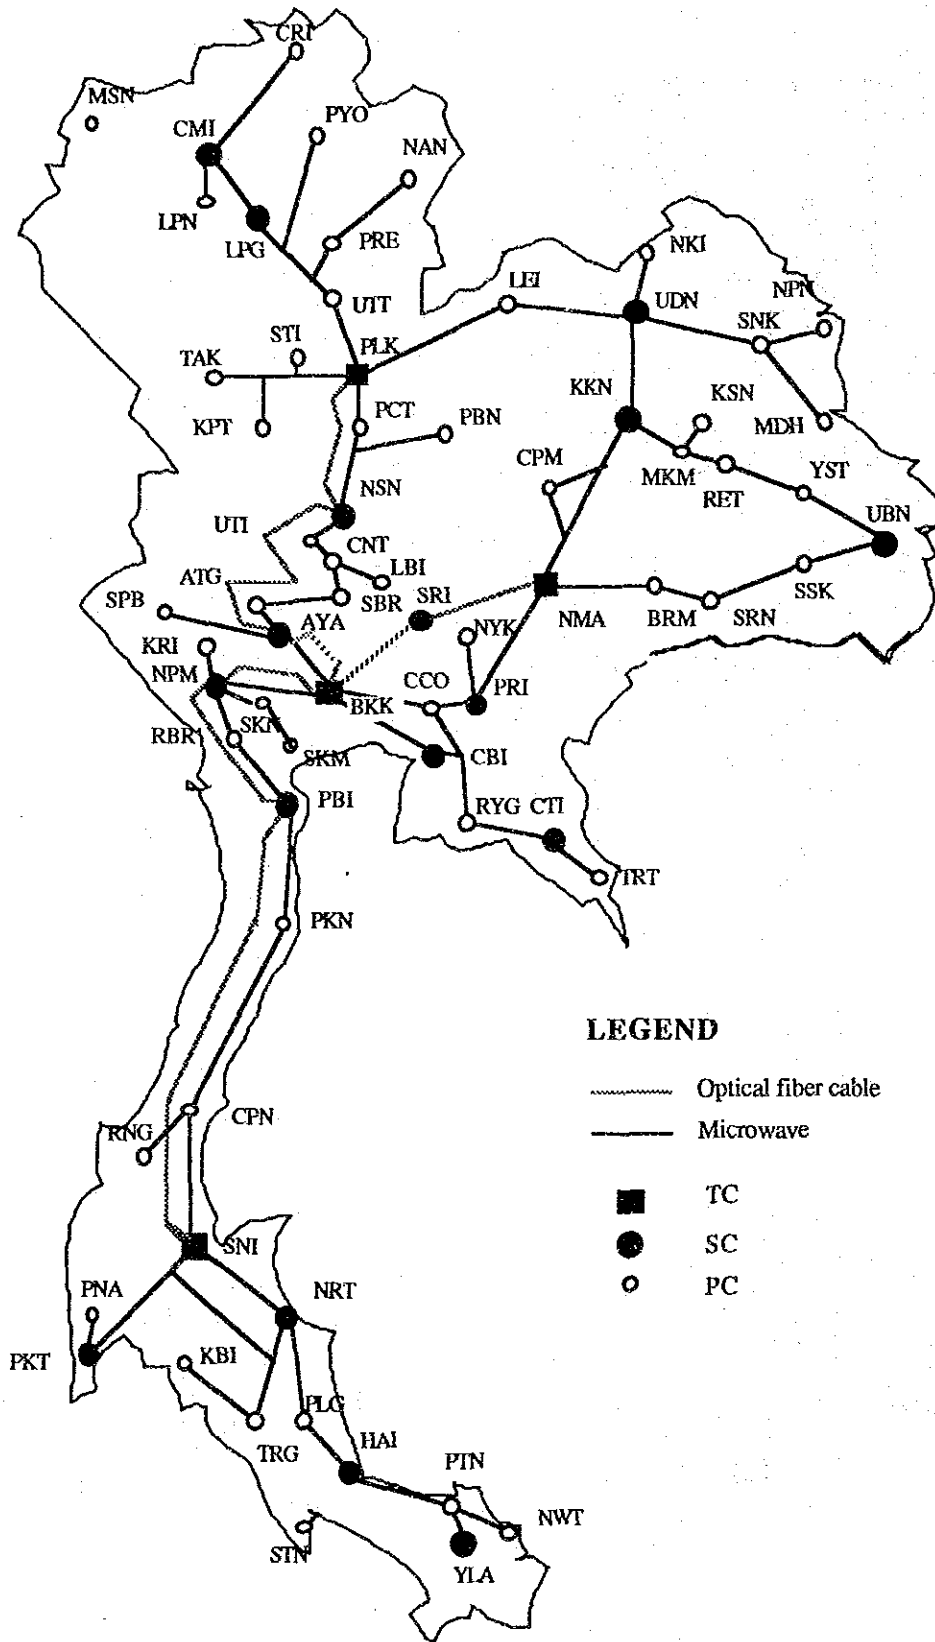 CRI
MSN
PYO
CMI
NAN
LPN
LPG
PRE
NKI
UTT
LEI
UDN
NPN
STI
PLK
SNK
TAK
KKN
KSN
KPT
PCT
PBN
MDH
CPM
MKM
RET
YST
NSN
UTI
UBN
CNT
ATG
LBI
SPB
SBR
SRI
SSK
AYA
NYK
NMA
BRM
SRN
KRI
NPM
CCO
PRI
BKK
SKN
RBR
SKM
CBI
PBI
RYG
CTI
TRT
PKN
LEGEND
Optical fiber cable
Microwave
CPN
RNG
TC
SNI
SC
PNA
NRT
PC
PKT
KBI
PLG
TRG
HAI
PTN
NWT
STN
YLA